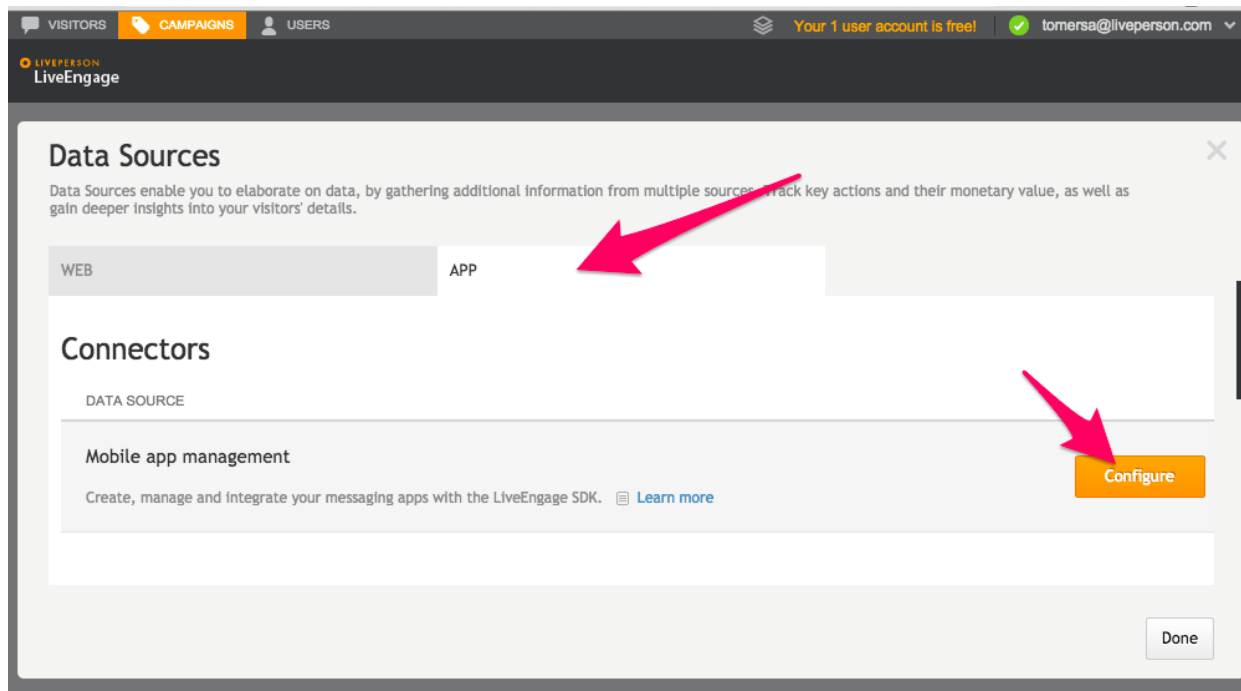 VISITORS CAMPAIGNS USERS Your 1 user account is free! tomersa@liveperson.com
LIVEPERSON
LiveEngage
Data Sources
Data Sources enable you to elaborate on data, by gathering additional information from multiple sources. Track key actions and their monetary value, as well as
gain deeper insights into your visitors' details.
WEB APP
Connectors
DATA SOURCE
Mobile app management
Configure
Create, manage and integrate your messaging apps with the LiveEngage SDK. Learn more
Done